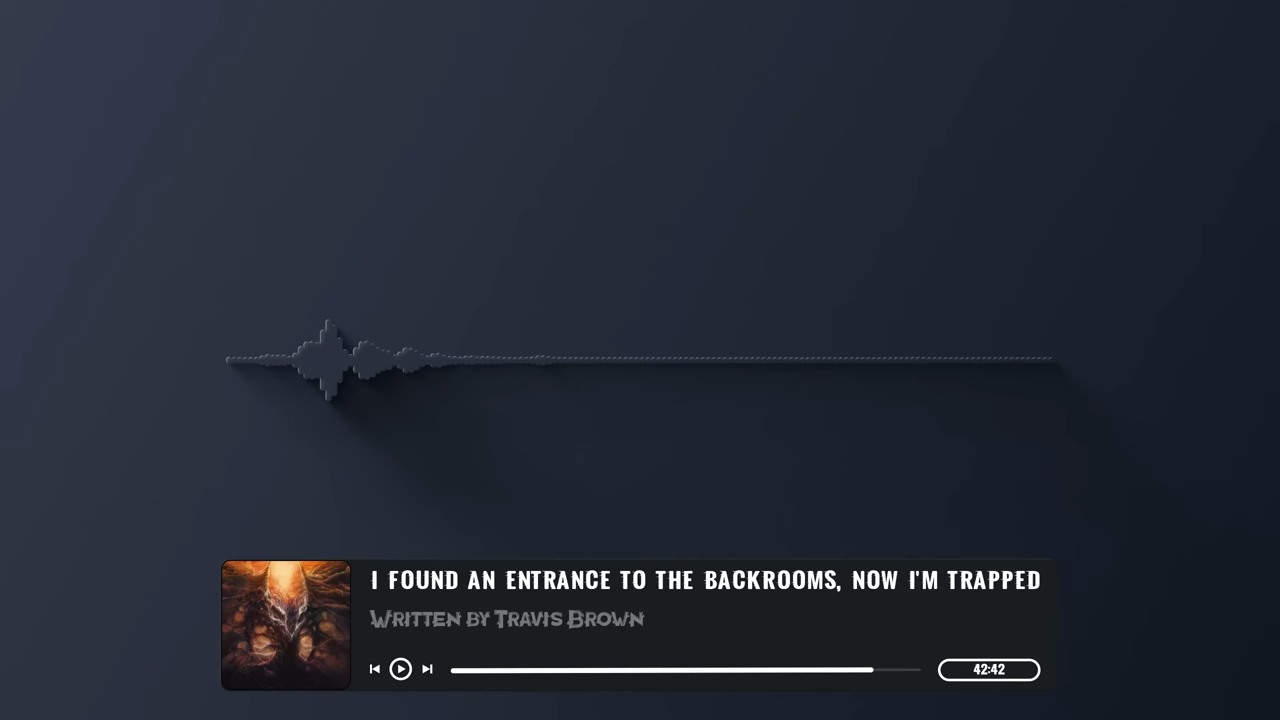 I FOUND AN ENTRANCE TO THE BACKROOMS, NOW I'M TRAPPED
WRITTEN BY TRAVIS BROWN
42:42